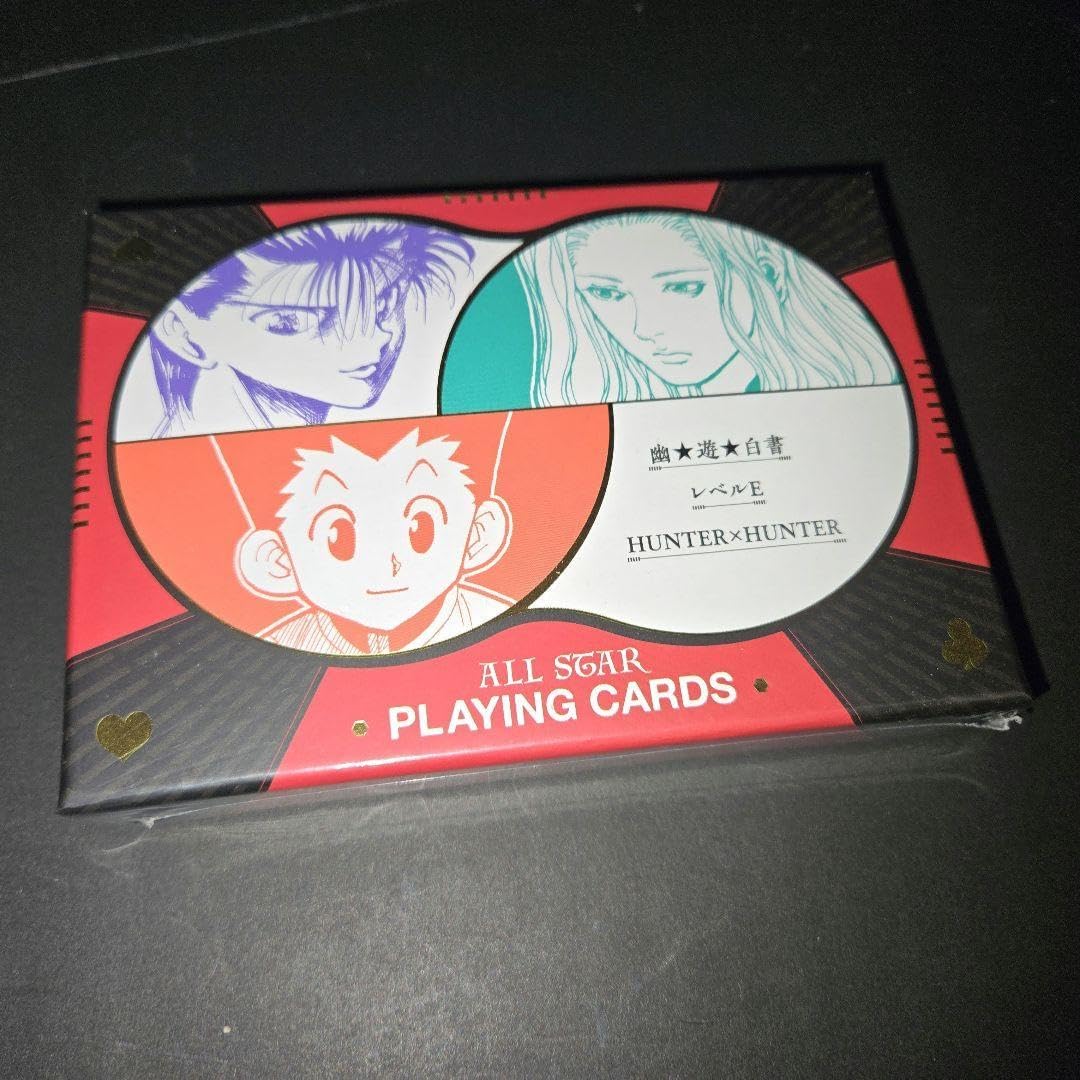 幽★遊★白書
レベルE
HUNTER×HUNTER
ALL STAR
PLAYING CARDS